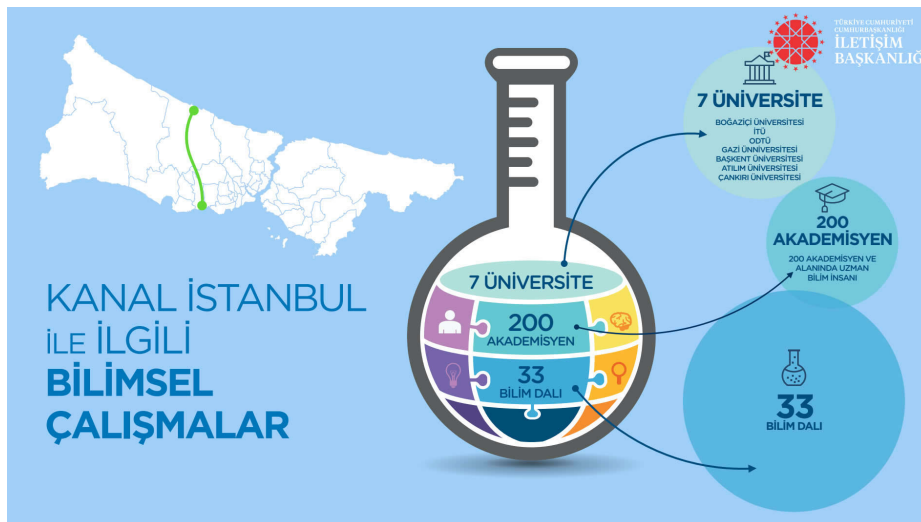 TÜRKİYE CUMHURİYETİ
CUMHURBAŞKANLIĞI
İLETİŞİM
BAŞKANLIĞI
KANAL İSTANBUL
İLE İLGİLİ
BİLİMSEL
ÇALIŞMALAR
7 ÜNİVERSİTE
200
AKADEMİSYEN
33
BİLİM DALI
7 ÜNİVERSİTE
BOĞAZİÇİ ÜNİVERSİTESİ
İTÜ
ODTÜ
GAZİ ÜNNİVERSİTESİ
BAŞKENT ÜNİVERSİTESİ
ATILIM ÜNİVERSİTESİ
ÇANKIRI ÜNİVERSİTESİ
200
AKADEMİSYEN
200 AKADEMİSYEN VE
ALANINDA UZMAN
BİLİM İNSANI
33
BİLİM DALI